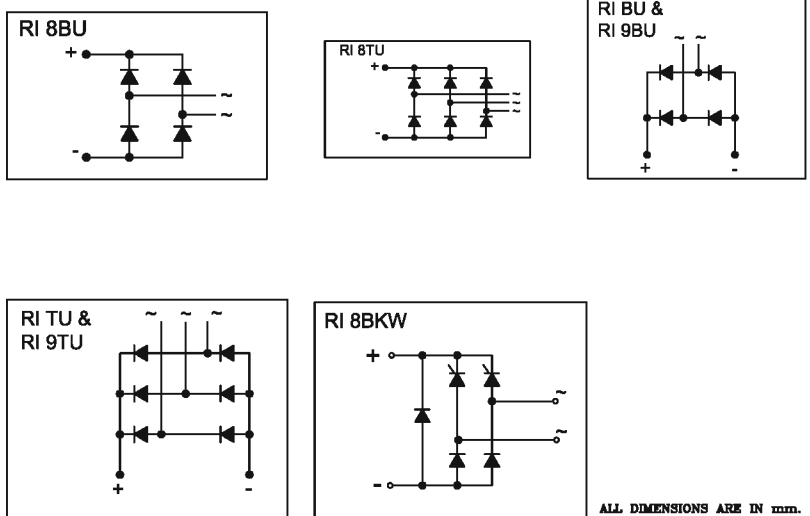 RI 8BU
+
~
~
-
RI 8TU
+
~
~
~
-
RI BU &
RI 9BU
~ ~
+ -
RI TU &
RI 9TU
~ ~ ~
+ -
RI 8BKW
+
~
~
-
ALL DIMENSIONS ARE IN mm.